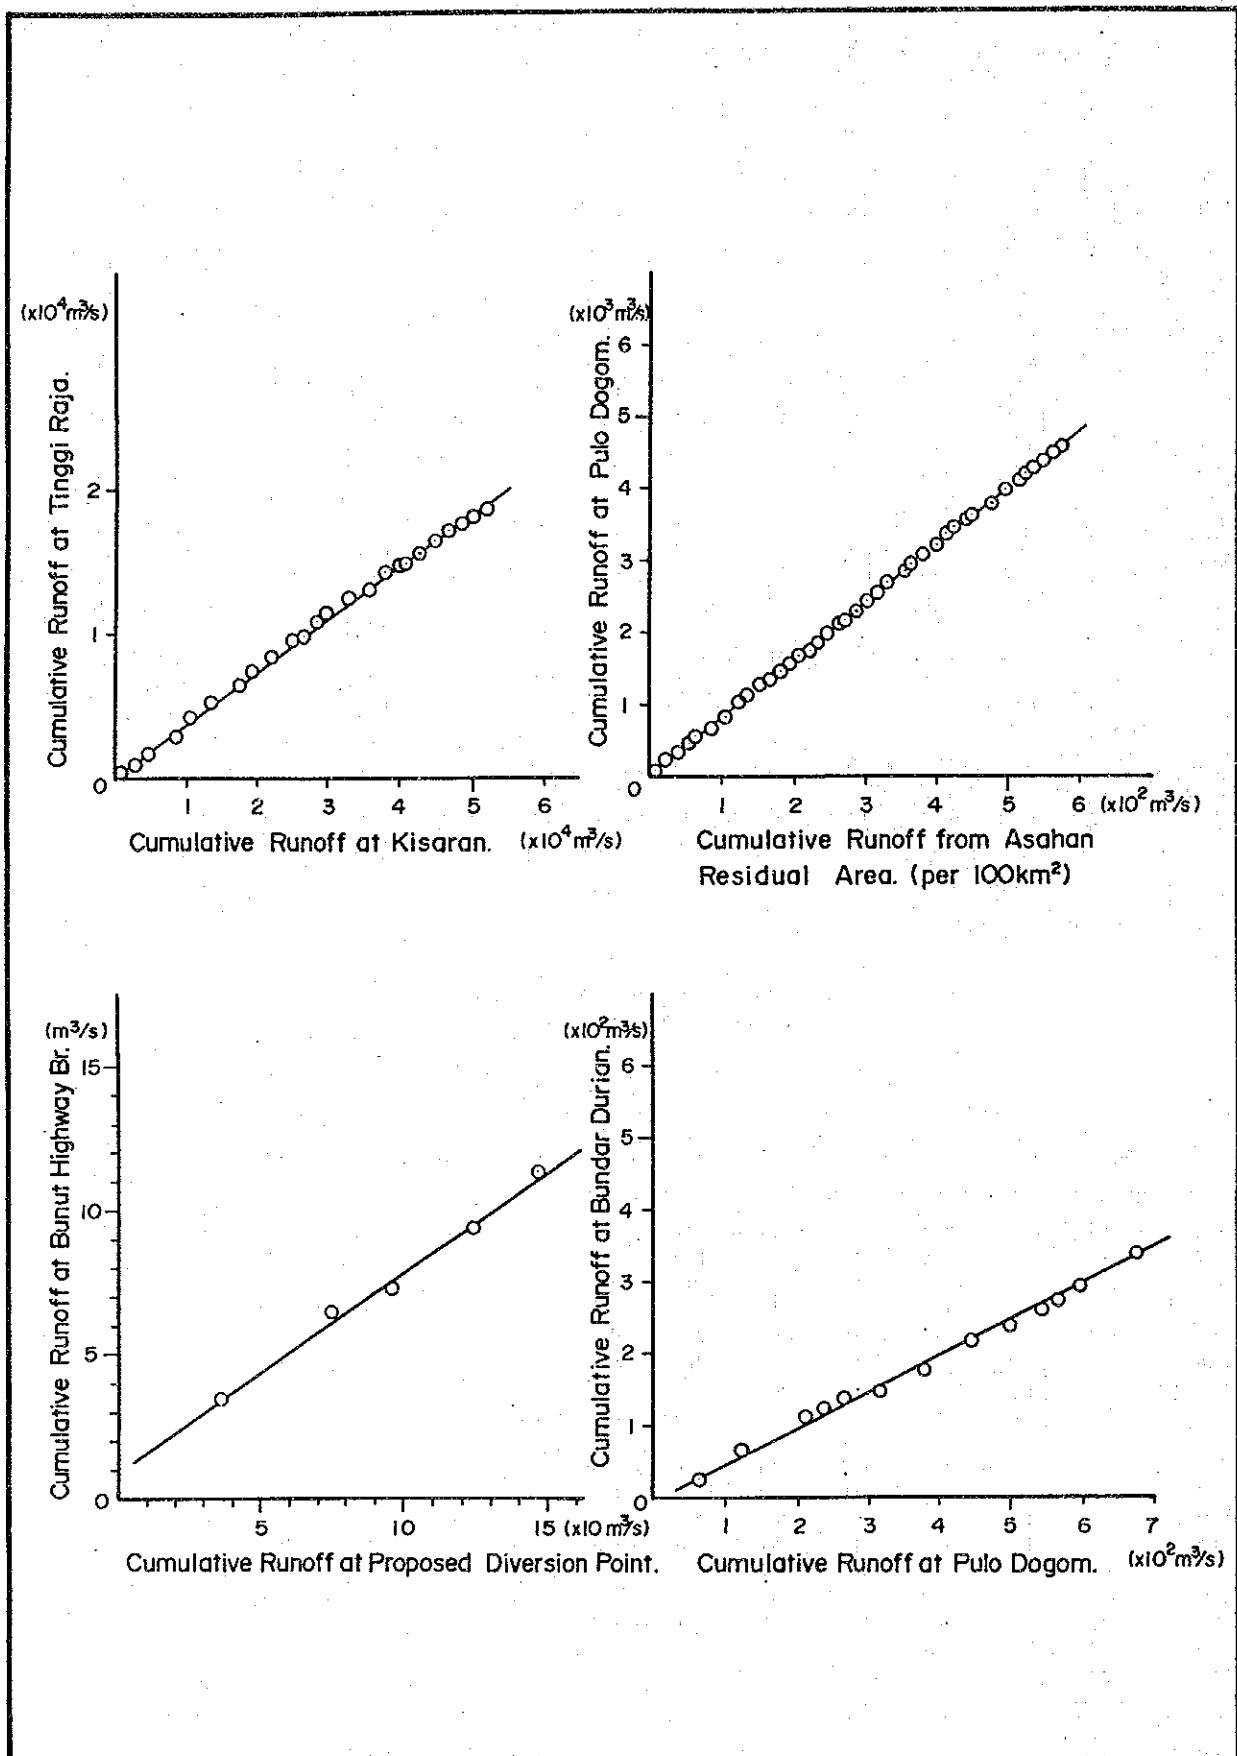 (x10⁴m³/s)
Cumulative Runoff at Tinggi Raja.
2
1
0
1 2 3 4 5 6
Cumulative Runoff at Kisaran. (x10⁴m³/s)
(x10³m³/s)
Cumulative Runoff at Pulo Dogom.
6
5
4
3
2
1
0
1 2 3 4 5 6 (x10²m³/s)
Cumulative Runoff from Asahan
Residual Area. (per 100km²)
(m³/s)
Cumulative Runoff at Bunut Highway Br.
15
10
5
0
5 10 15 (x10m³/s)
Cumulative Runoff at Proposed Diversion Point.
(x10²m³/s)
Cumulative Runoff at Bundar Durian.
6
5
4
3
2
1
0
1 2 3 4 5 6 7
Cumulative Runoff at Pulo Dogom. (x10²m³/s)